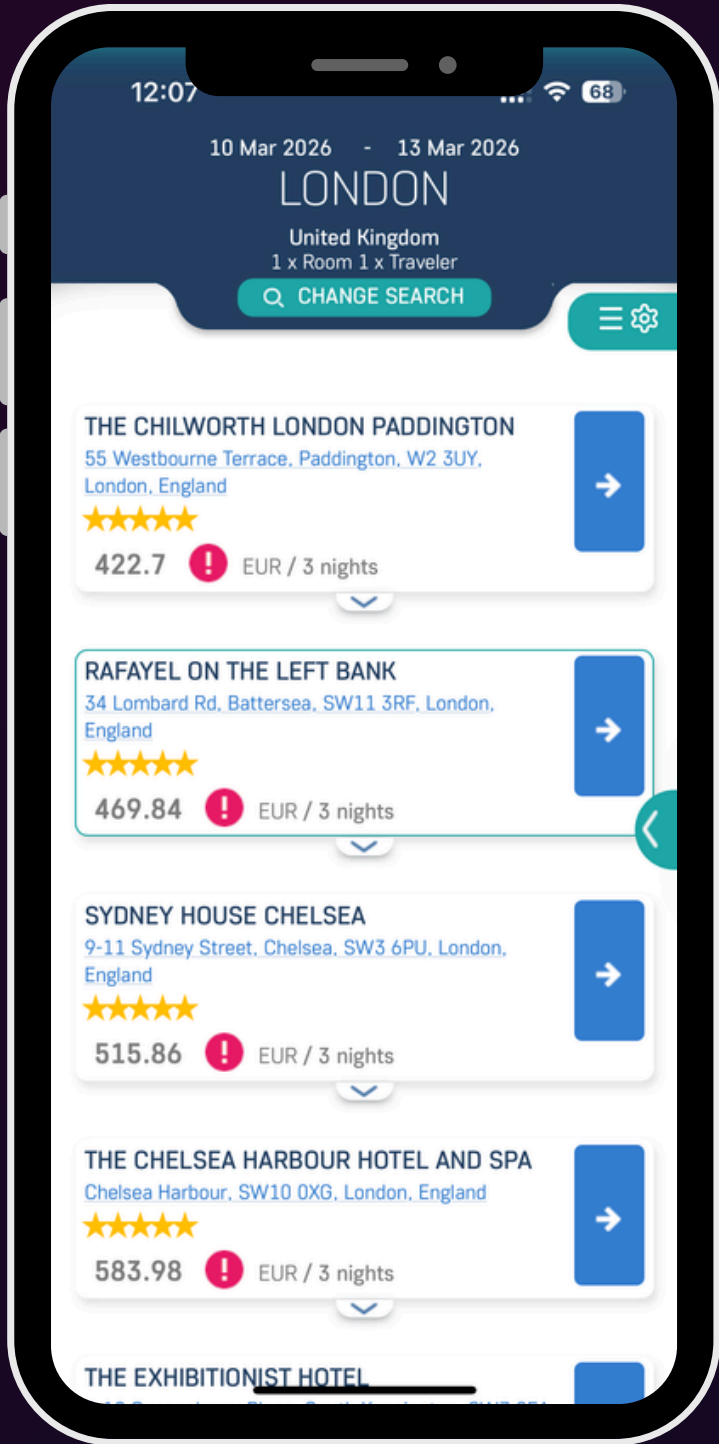 12:07
68
10 Mar 2026 - 13 Mar 2026
LONDON
United Kingdom
1 x Room 1 x Traveler
CHANGE SEARCH
THE CHILWORTH LONDON PADDINGTON
55 Westbourne Terrace, Paddington, W2 3UY,
London, England
422.7 ! EUR / 3 nights
RAFAYEL ON THE LEFT BANK
34 Lombard Rd, Battersea, SW11 3RF, London,
England
469.84 ! EUR / 3 nights
SYDNEY HOUSE CHELSEA
9-11 Sydney Street, Chelsea, SW3 6PU, London,
England
515.86 ! EUR / 3 nights
THE CHELSEA HARBOUR HOTEL AND SPA
Chelsea Harbour, SW10 0XG, London, England
583.98 ! EUR / 3 nights
THE EXHIBITIONIST HOTEL